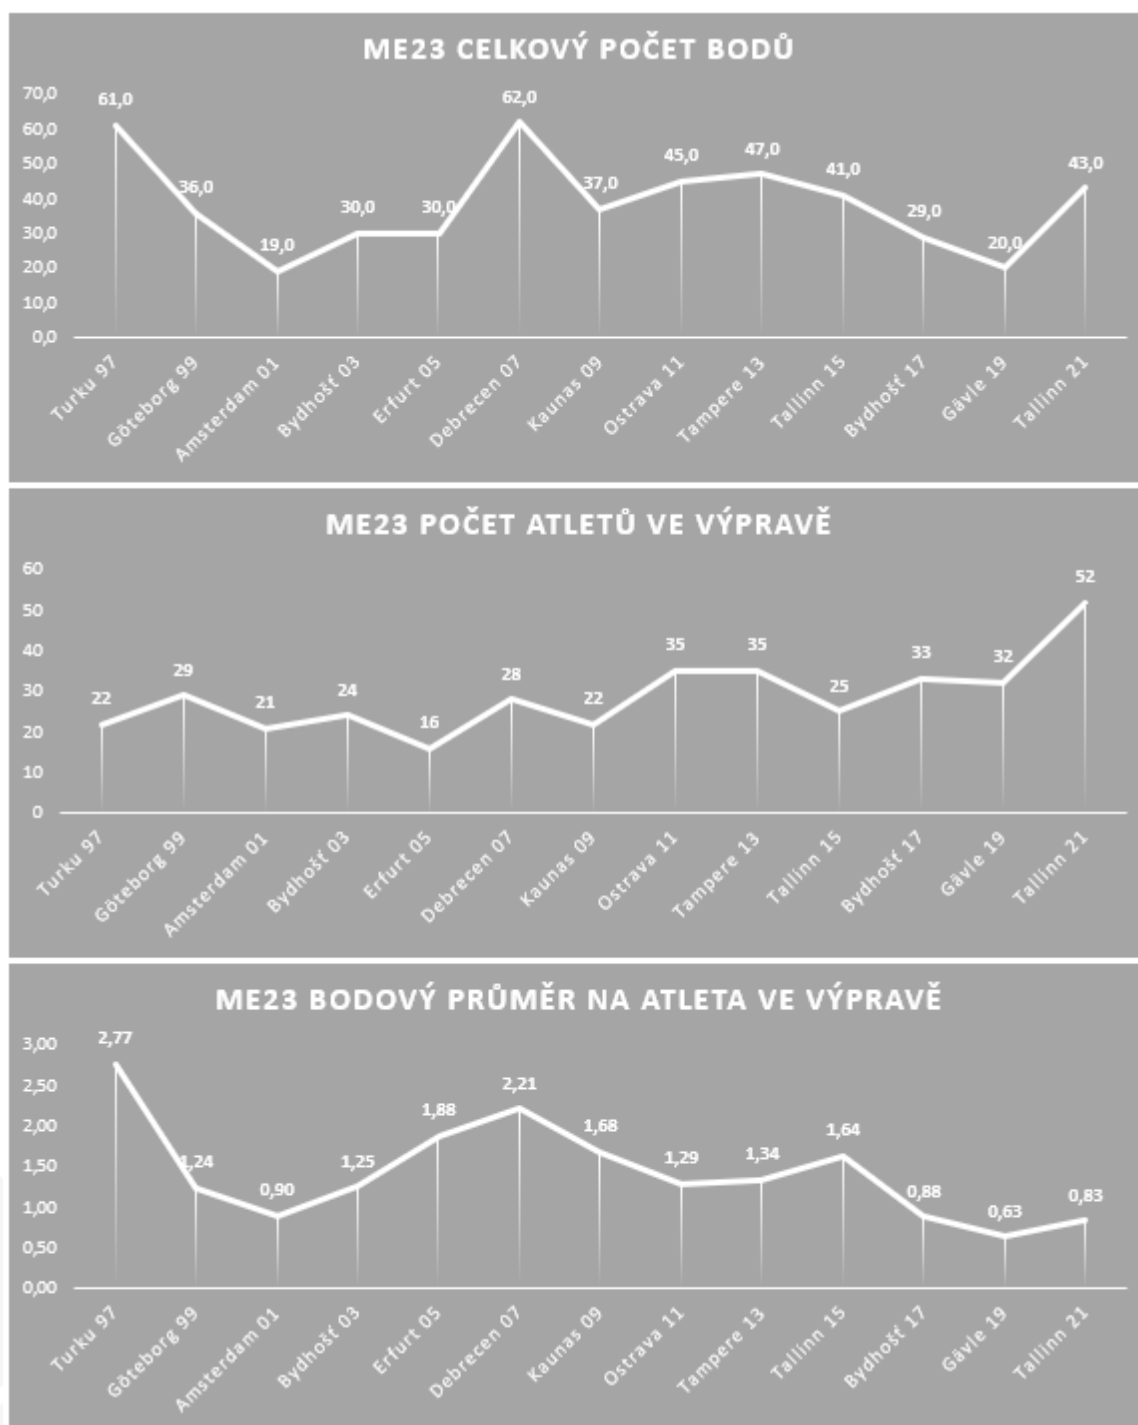 ME23 CELKOVÝ POČET BODŮ
70,0
60,0
50,0
40,0
30,0
20,0
10,0
0,0
61,0
36,0
19,0
30,0
30,0
62,0
37,0
45,0
47,0
41,0
29,0
20,0
43,0
Turku 97
Göteborg 99
Amsterdam 01
Bydhošť 03
Erfurt 05
Debrecen 07
Kaunas 09
Ostrava 11
Tampere 13
Tallinn 15
Bydhošť 17
Gävle 19
Tallinn 21
ME23 POČET ATLETŮ VE VÝPRAVĚ
60
50
40
30
20
10
0
22
29
21
24
16
28
22
35
35
25
33
32
52
Turku 97
Göteborg 99
Amsterdam 01
Bydhošť 03
Erfurt 05
Debrecen 07
Kaunas 09
Ostrava 11
Tampere 13
Tallinn 15
Bydhošť 17
Gävle 19
Tallinn 21
ME23 BODOVÝ PRŮMĚR NA ATLETA VE VÝPRAVĚ
3,00
2,50
2,00
1,50
1,00
0,50
0,00
2,77
1,24
0,90
1,25
1,88
2,21
1,68
1,29
1,34
1,64
0,88
0,63
0,83
Turku 97
Göteborg 99
Amsterdam 01
Bydhošť 03
Erfurt 05
Debrecen 07
Kaunas 09
Ostrava 11
Tampere 13
Tallinn 15
Bydhošť 17
Gävle 19
Tallinn 21